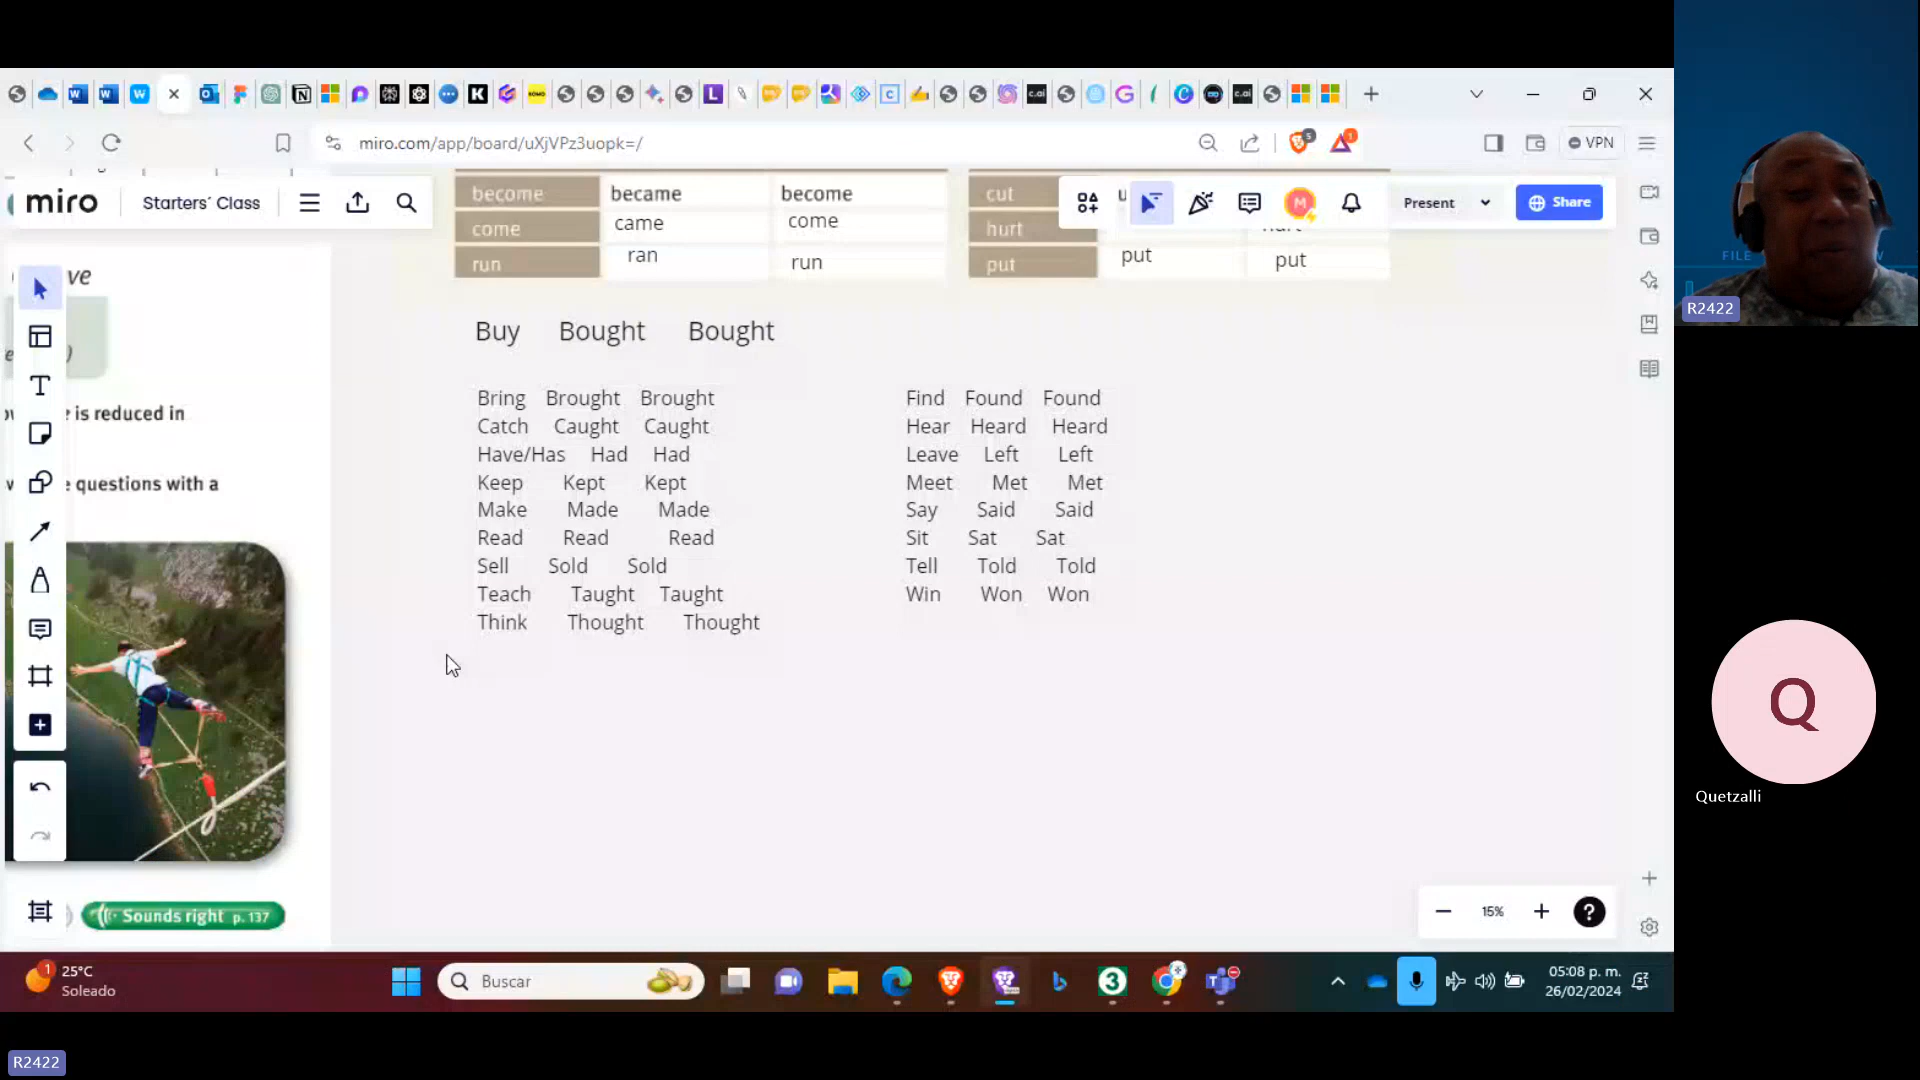 miro.com/app/board/uXjVPz3uopk=/
VPN
miro
Starters´ Class
Present
Share
become became become
come came come
run ran run
cut
hurt
put put put
ve
is reduced in
questions with a
Sounds right p. 137
Buy Bought Bought
Bring Brought Brought
Catch Caught Caught
Have/Has Had Had
Keep Kept Kept
Make Made Made
Read Read Read
Sell Sold Sold
Teach Taught Taught
Think Thought Thought
Find Found Found
Hear Heard Heard
Leave Left Left
Meet Met Met
Say Said Said
Sit Sat Sat
Tell Told Told
Win Won Won
15%
25°C
Soleado
Buscar
05:08 p. m.
26/02/2024
FILE
R2422
Q
Quetzalli
R2422